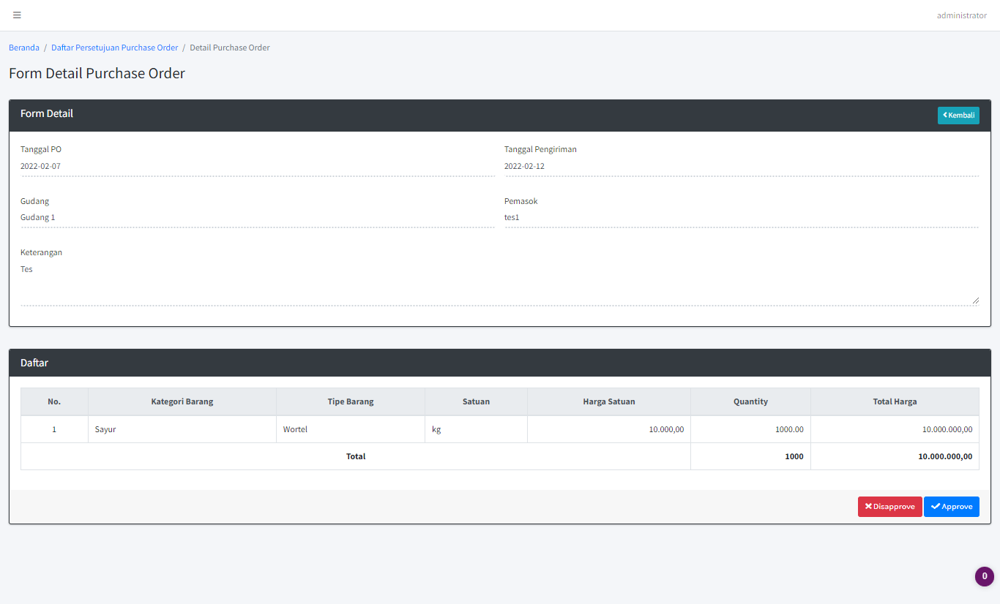 administrator
Beranda / Daftar Persetujuan Purchase Order / Detail Purchase Order
Form Detail Purchase Order
Form Detail
Kembali
Tanggal PO
2022-02-07
Tanggal Pengiriman
2022-02-12
Gudang
Gudang 1
Pemasok
tes1
Keterangan
Tes
Daftar
No. Kategori Barang Tipe Barang Satuan Harga Satuan Quantity Total Harga
1 Sayur Wortel kg 10.000,00 1000.00 10.000.000,00
Total 1000 10.000.000,00
Disapprove Approve
0